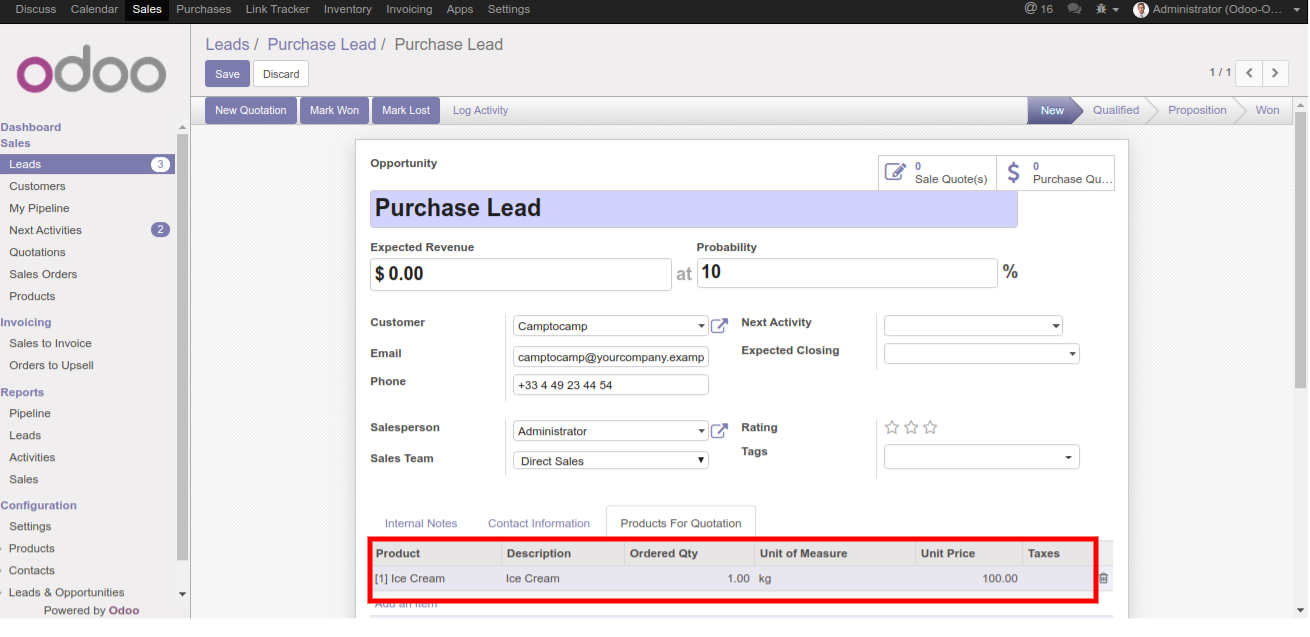 Discuss Calendar Sales Purchases Link Tracker Inventory Invoicing Apps Settings @ 16 Administrator (Odoo-O...
odoo
Dashboard
Sales
Leads 3
Customers
My Pipeline
Next Activities 2
Quotations
Sales Orders
Products
Invoicing
Sales to Invoice
Orders to Upsell
Reports
Pipeline
Leads
Activities
Sales
Configuration
Settings
Products
Contacts
Leads & Opportunities
Powered by Odoo
Leads / Purchase Lead / Purchase Lead
Save Discard 1 / 1
New Quotation Mark Won Mark Lost Log Activity New Qualified Proposition Won
Opportunity
0 Sale Quote(s)
0 Purchase Qu...
Purchase Lead
Expected Revenue Probability
$ 0.00 at 10 %
Customer Camptocamp Next Activity
Email camptocamp@yourcompany.examp Expected Closing
Phone +33 4 49 23 44 54
Salesperson Administrator Rating
Sales Team Direct Sales Tags
Internal Notes Contact Information Products For Quotation
Product Description Ordered Qty Unit of Measure Unit Price Taxes
[1] Ice Cream Ice Cream 1.00 kg 100.00
Add an item